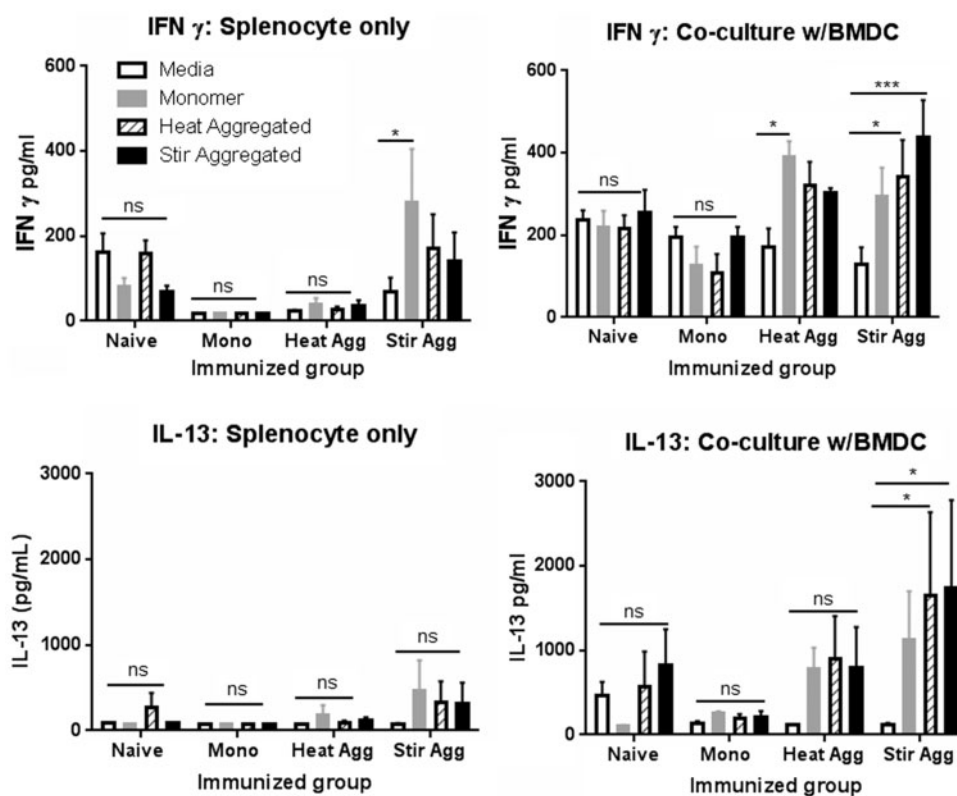 IFN γ: Splenocyte only
600
400
200
0
IFN γ pg/ml
Media
Monomer
Heat Aggregated
Stir Aggregated
ns
ns
ns
*
Naive Mono Heat Agg Stir Agg
Immunized group
IFN γ: Co-culture w/BMDC
600
400
200
0
IFN γ pg/ml
ns
ns
*
*
***
Naive Mono Heat Agg Stir Agg
Immunized group
IL-13: Splenocyte only
3000
2000
1000
0
IL-13 (pg/mL)
ns
ns
ns
ns
Naive Mono Heat Agg Stir Agg
Immunized group
IL-13: Co-culture w/BMDC
3000
2000
1000
0
IL-13 pg/ml
ns
ns
ns
*
*
Naive Mono Heat Agg Stir Agg
Immunized group